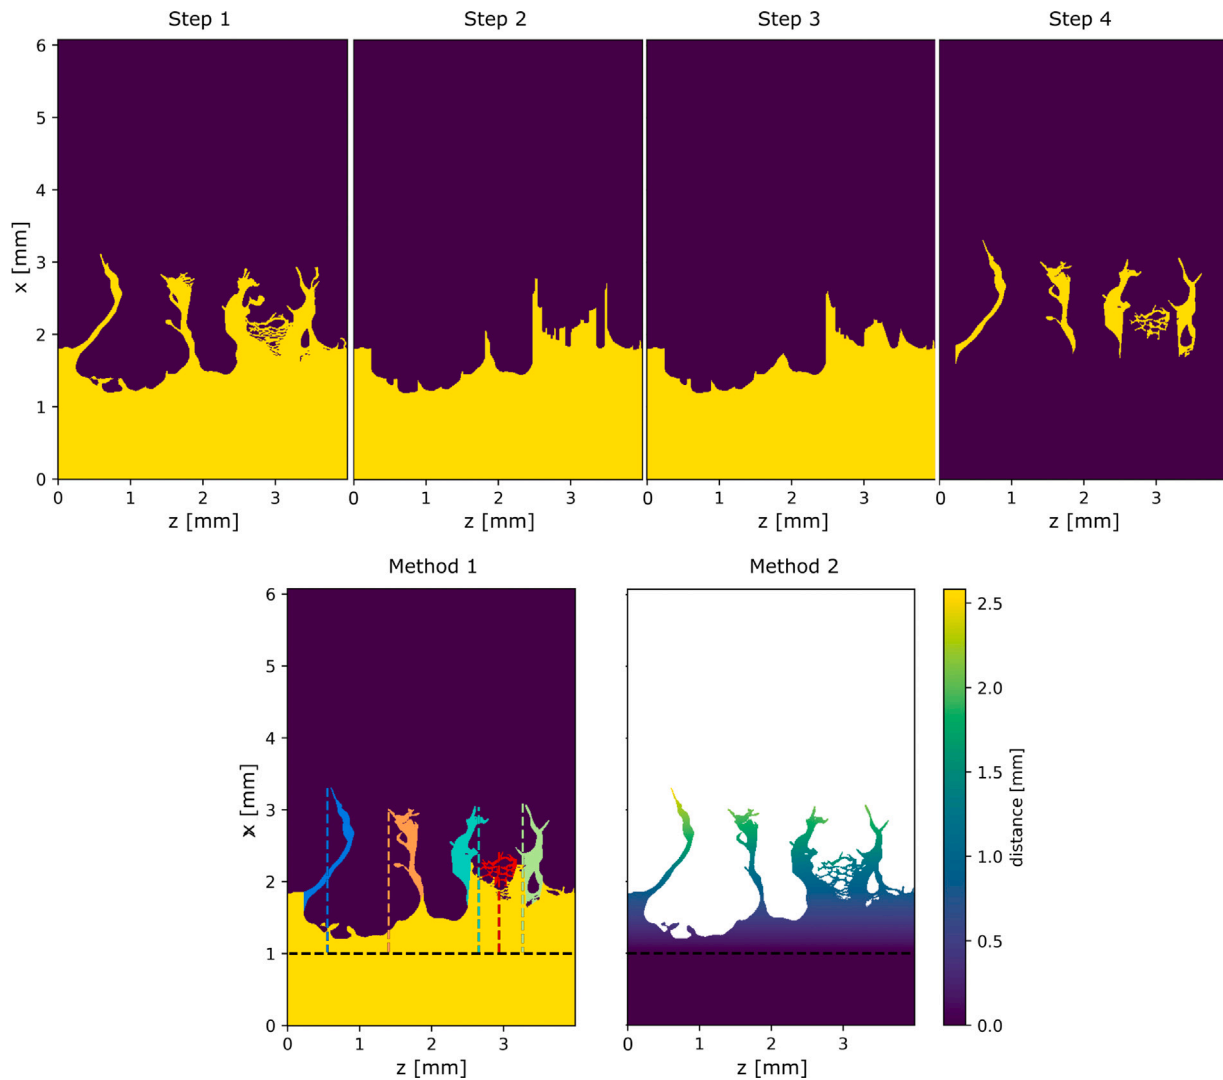 Step 1 Step 2 Step 3 Step 4
6
5
4
3
2
1
0
x [mm]
0 1 2 3 0 1 2 3 0 1 2 3 0 1 2 3
z [mm] z [mm] z [mm] z [mm]
Method 1 Method 2
6
5
4
3
2
1
0
x [mm]
0 1 2 3 0 1 2 3
z [mm] z [mm]
2.5
2.0
1.5
1.0
0.5
0.0
distance [mm]